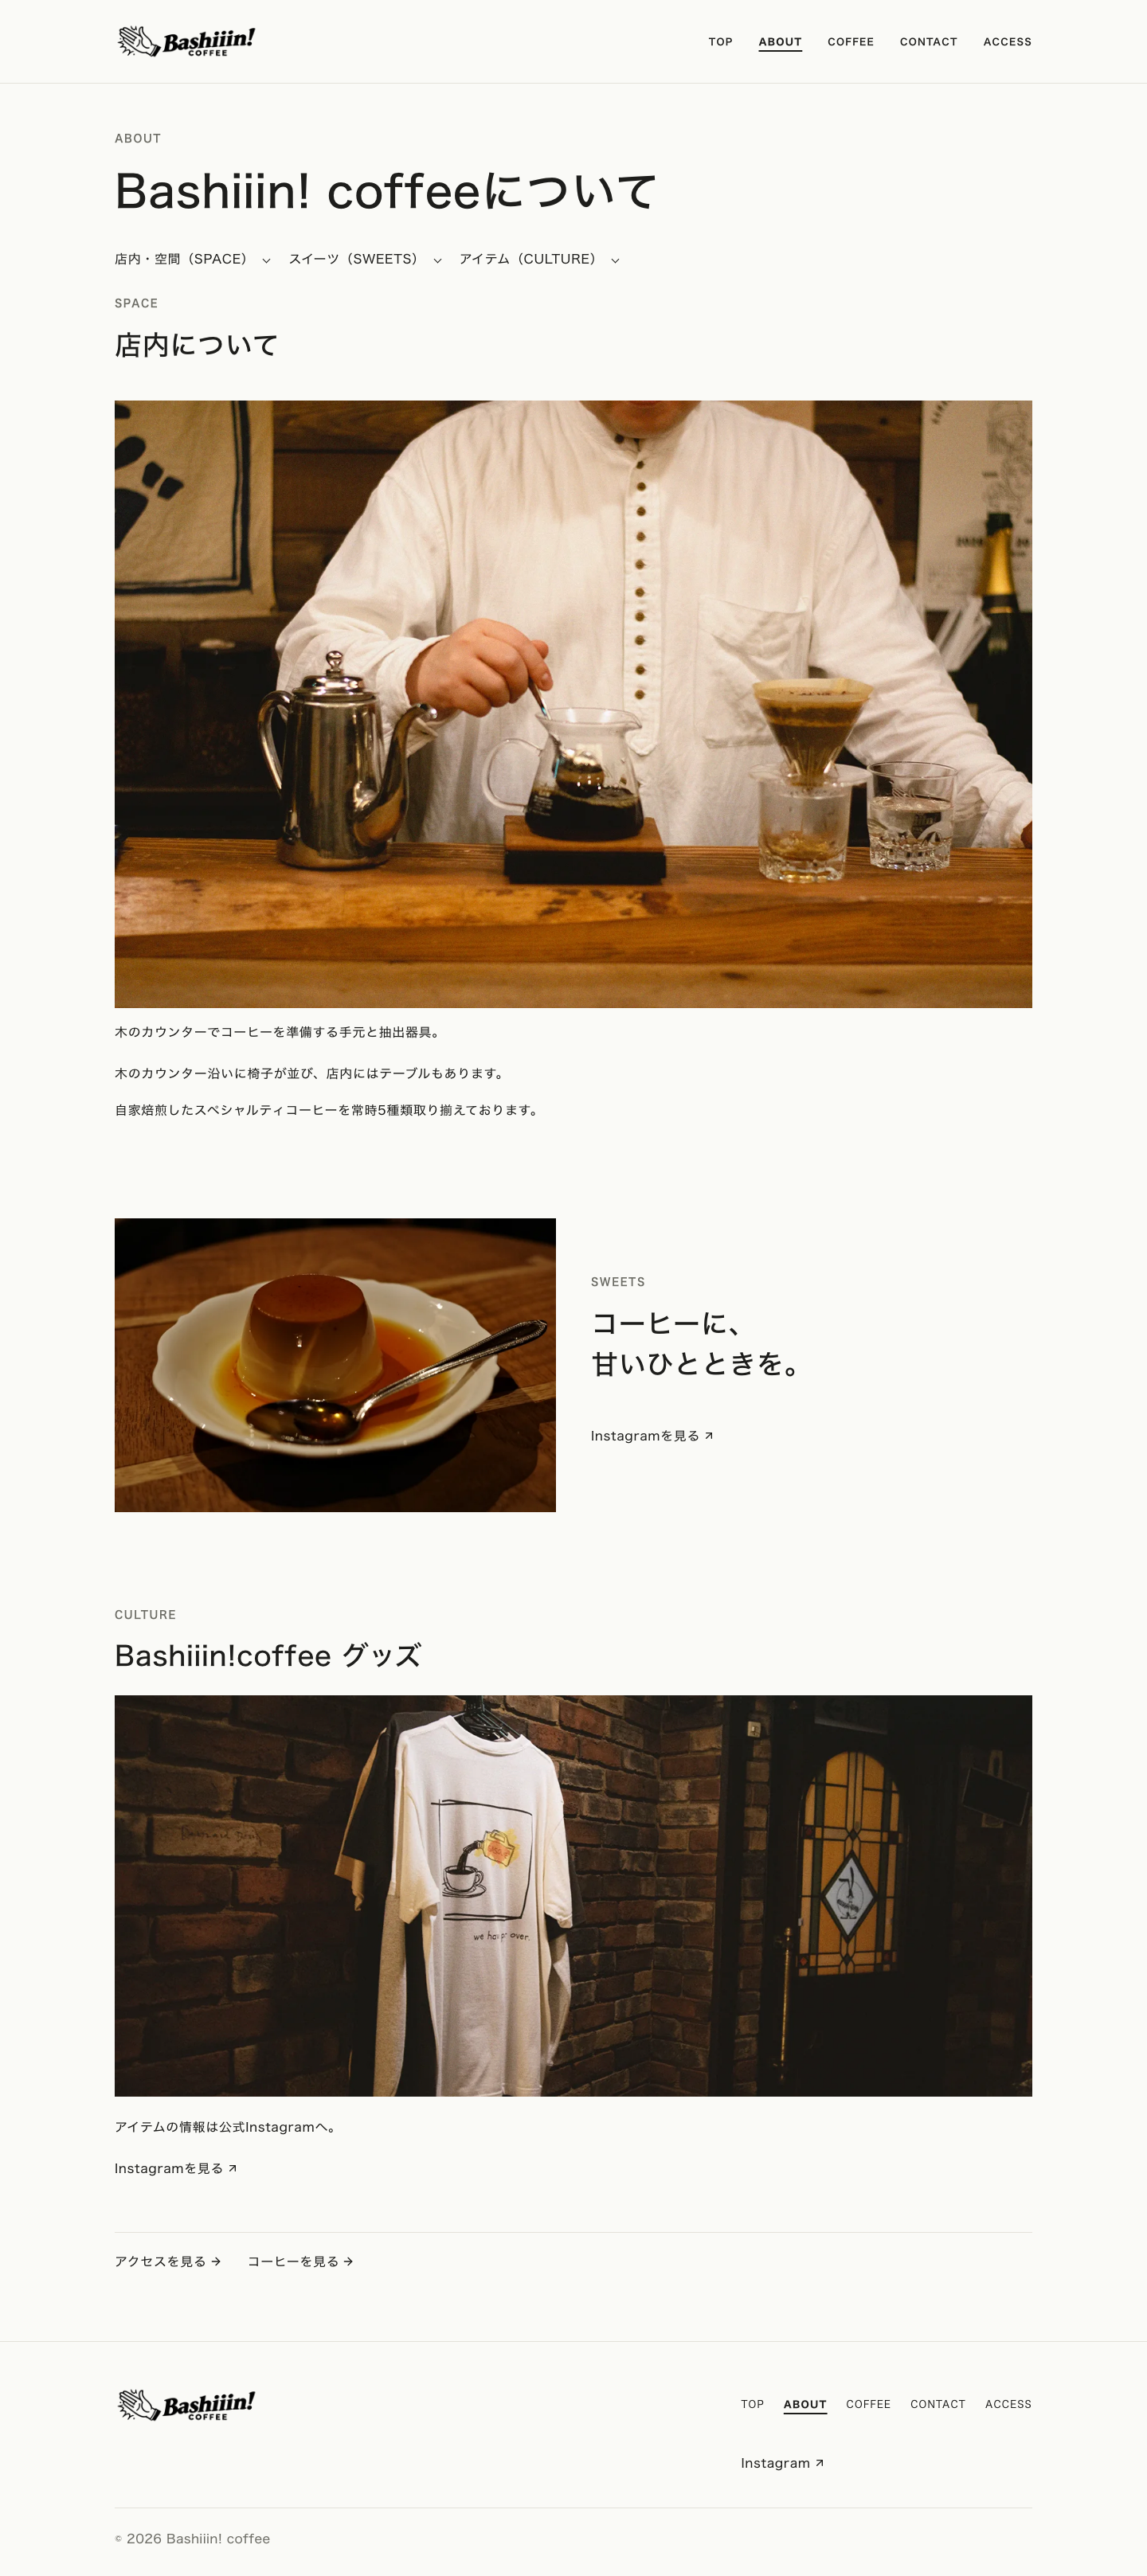 Bashiiin!
COFFEE
TOP
ABOUT
COFFEE
CONTACT
ACCESS
ABOUT
Bashiiin! coffeeについて
店内・空間（SPACE）
スイーツ（SWEETS）
アイテム（CULTURE）
SPACE
店内について
木のカウンターでコーヒーを準備する手元と抽出器具。
木のカウンター沿いに椅子が並び、店内にはテーブルもあります。
自家焙煎したスペシャルティコーヒーを常時5種類取り揃えております。
SWEETS
コーヒーに、
甘いひとときを。
Instagramを見る
CULTURE
Bashiiin!coffee グッズ
over.
アイテムの情報は公式Instagramへ。
Instagramを見る
アクセスを見る →
コーヒーを見る →
Bashiiin!
COFFEE
TOP
ABOUT
COFFEE
CONTACT
ACCESS
Instagram
© 2026 Bashiiin! coffee